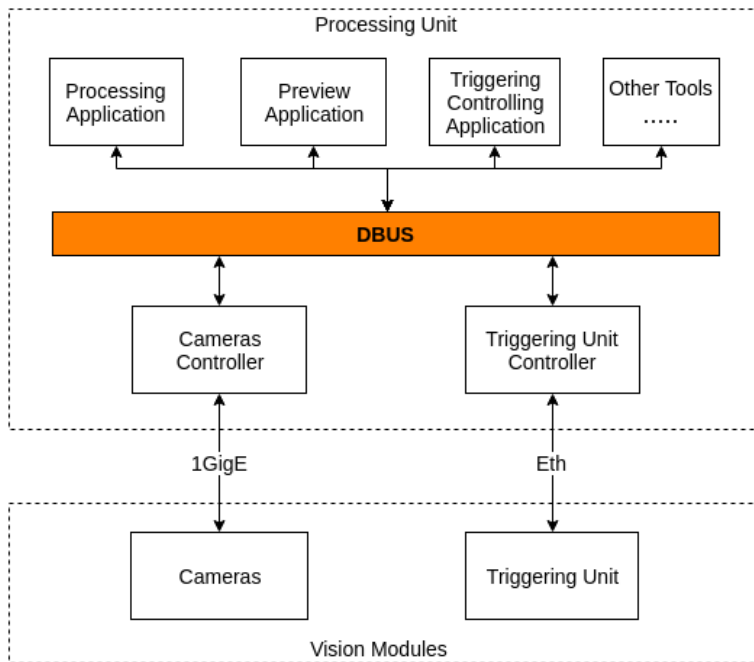 Processing Unit
Processing
Application
Preview
Application
Triggering
Controlling
Application
Other Tools
.....
DBUS
Cameras
Controller
Triggering Unit
Controller
1GigE
Eth
Cameras
Triggering Unit
Vision Modules